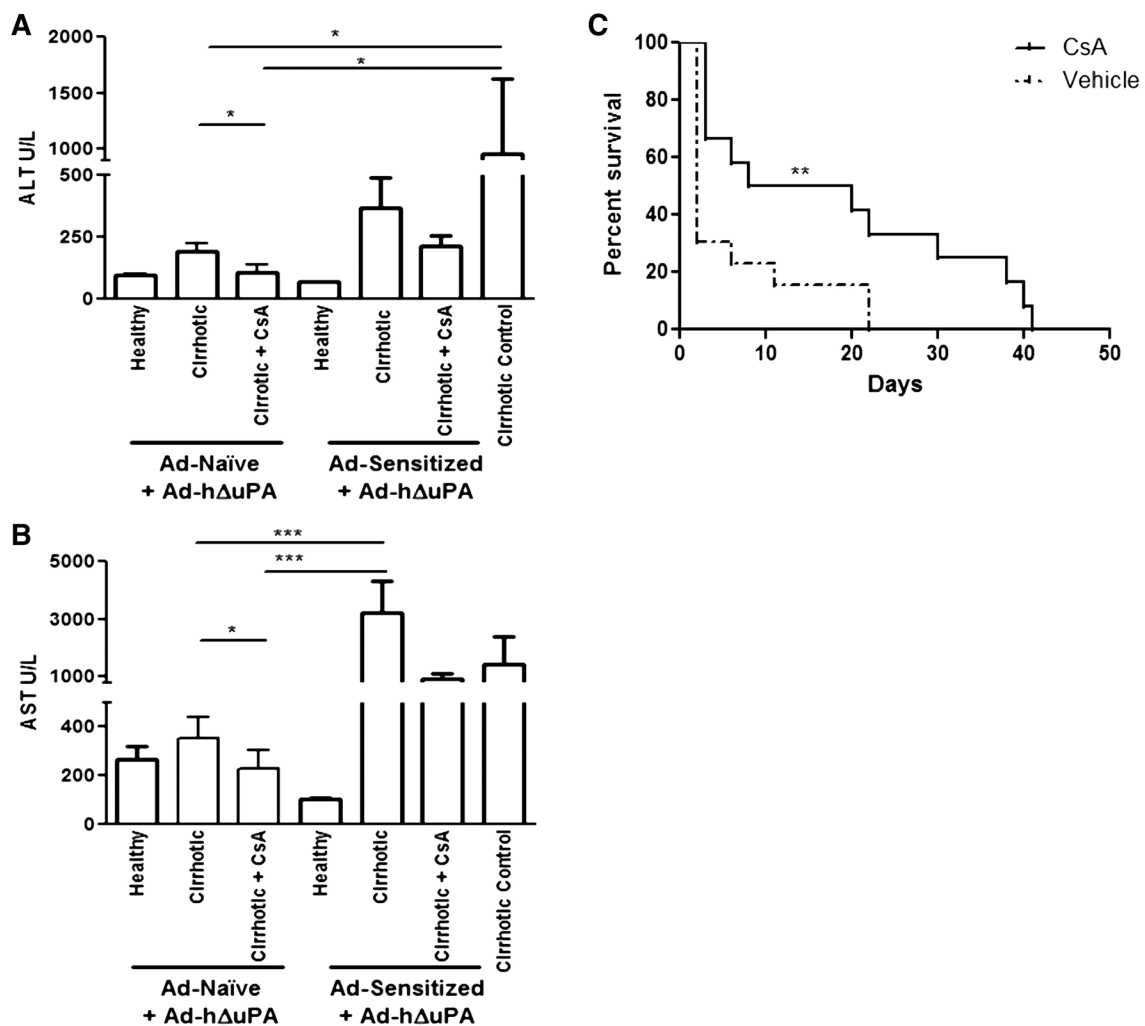 A
2000
1500
1000
500
250
0
ALT U/L
*
*
*
Healthy
Cirrhotic
Cirrotic + CsA
Healthy
Cirrhotic
Cirrhotic + CsA
Cirrhotic Control
Ad-Naïve
+ Ad-hΔuPA
Ad-Sensitized
+ Ad-hΔuPA
B
5000
3000
1000
400
200
0
AST U/L
***
***
*
Healthy
Cirrhotic
Cirrhotic + CsA
Healthy
Cirrhotic
Cirrhotic + CsA
Cirrhotic Control
Ad-Naïve
+ Ad-hΔuPA
Ad-Sensitized
+ Ad-hΔuPA
C
100
80
60
40
20
0
Percent survival
CsA
Vehicle
**
0 10 20 30 40 50
Days